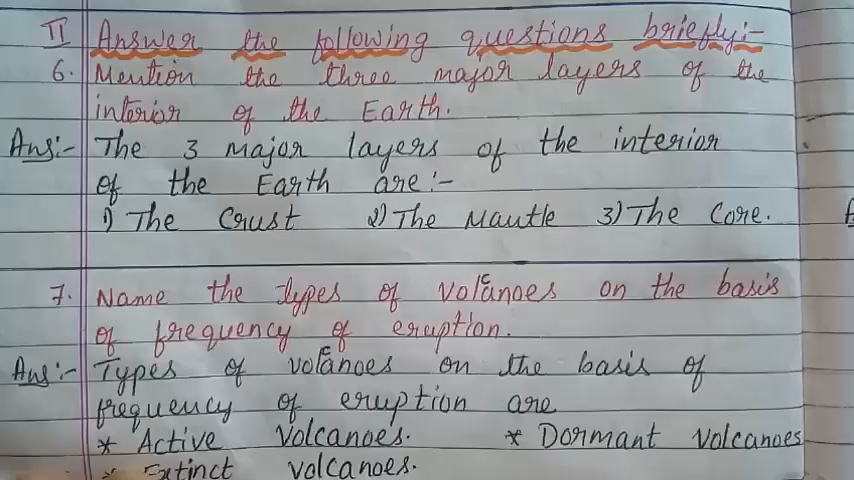 II Answer the following questions briefly:-
6. Mention the three major layers of the
interior of the Earth.
Ans:- The 3 major layers of the interior
of the Earth are:-
1) The Crust 2) The Mantle 3) The Core.
7. Name the types of volcanoes on the basis
of frequency of eruption.
Ans:- Types of volcanoes on the basis of
frequency of eruption are
* Active Volcanoes. * Dormant Volcanoes
* Extinct volcanoes.